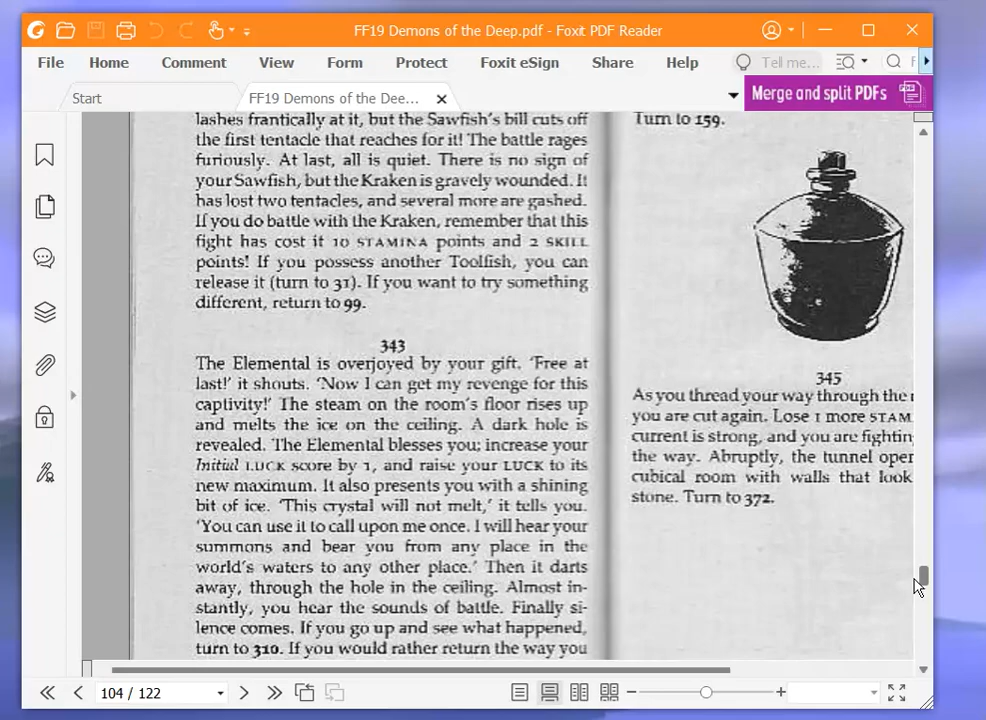 FF19 Demons of the Deep.pdf - Foxit PDF Reader
File Home Comment View Form Protect Foxit eSign Share Help Tell me... F
Start FF19 Demons of the Dee... Merge and split PDFs
lashes frantically at it, but the Sawfish's bill cuts off
the first tentacle that reaches for it! The battle rages
furiously. At last, all is quiet. There is no sign of
your Sawfish, but the Kraken is gravely wounded. It
has lost two tentacles, and several more are gashed.
If you do battle with the Kraken, remember that this
fight has cost it 10 STAMINA points and 2 SKILL
points! If you possess another Toolfish, you can
release it (turn to 31). If you want to try something
different, return to 99.
343
The Elemental is overjoyed by your gift. 'Free at
last!' it shouts. 'Now I can get my revenge for this
captivity!' The steam on the room's floor rises up
and melts the ice on the ceiling. A dark hole is
revealed. The Elemental blesses you; increase your
Initial LUCK score by 1, and raise your LUCK to its
new maximum. It also presents you with a shining
bit of ice. 'This crystal will not melt,' it tells you.
'You can use it to call upon me once. I will hear your
summons and bear you from any place in the
world's waters to any other place.' Then it darts
away, through the hole in the ceiling. Almost in-
stantly, you hear the sounds of battle. Finally si-
lence comes. If you go up and see what happened,
turn to 310. If you would rather return the way you
Turn to 159.
345
As you thread your way through the
you are cut again. Lose 1 more STAM
current is strong, and you are fightin
the way. Abruptly, the tunnel oper
cubical room with walls that look
stone. Turn to 372.
104 / 122